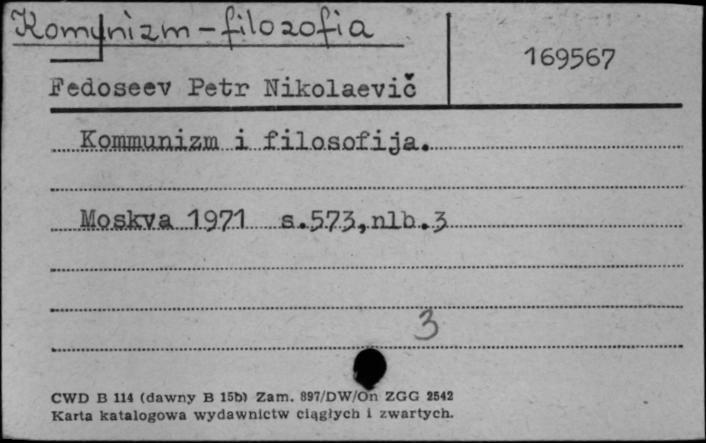 Komunizm - filozofia
169567
Fedoseev Petr Nikolaevič
Kommunizm i filosofija.
Moskva 1971 s.573,nlb.3
3
CWD B 114 (dawny B 15b) Zam. 897/DW/On ZGG 2542
Karta katalogowa wydawnictw ciągłych i zwartych.